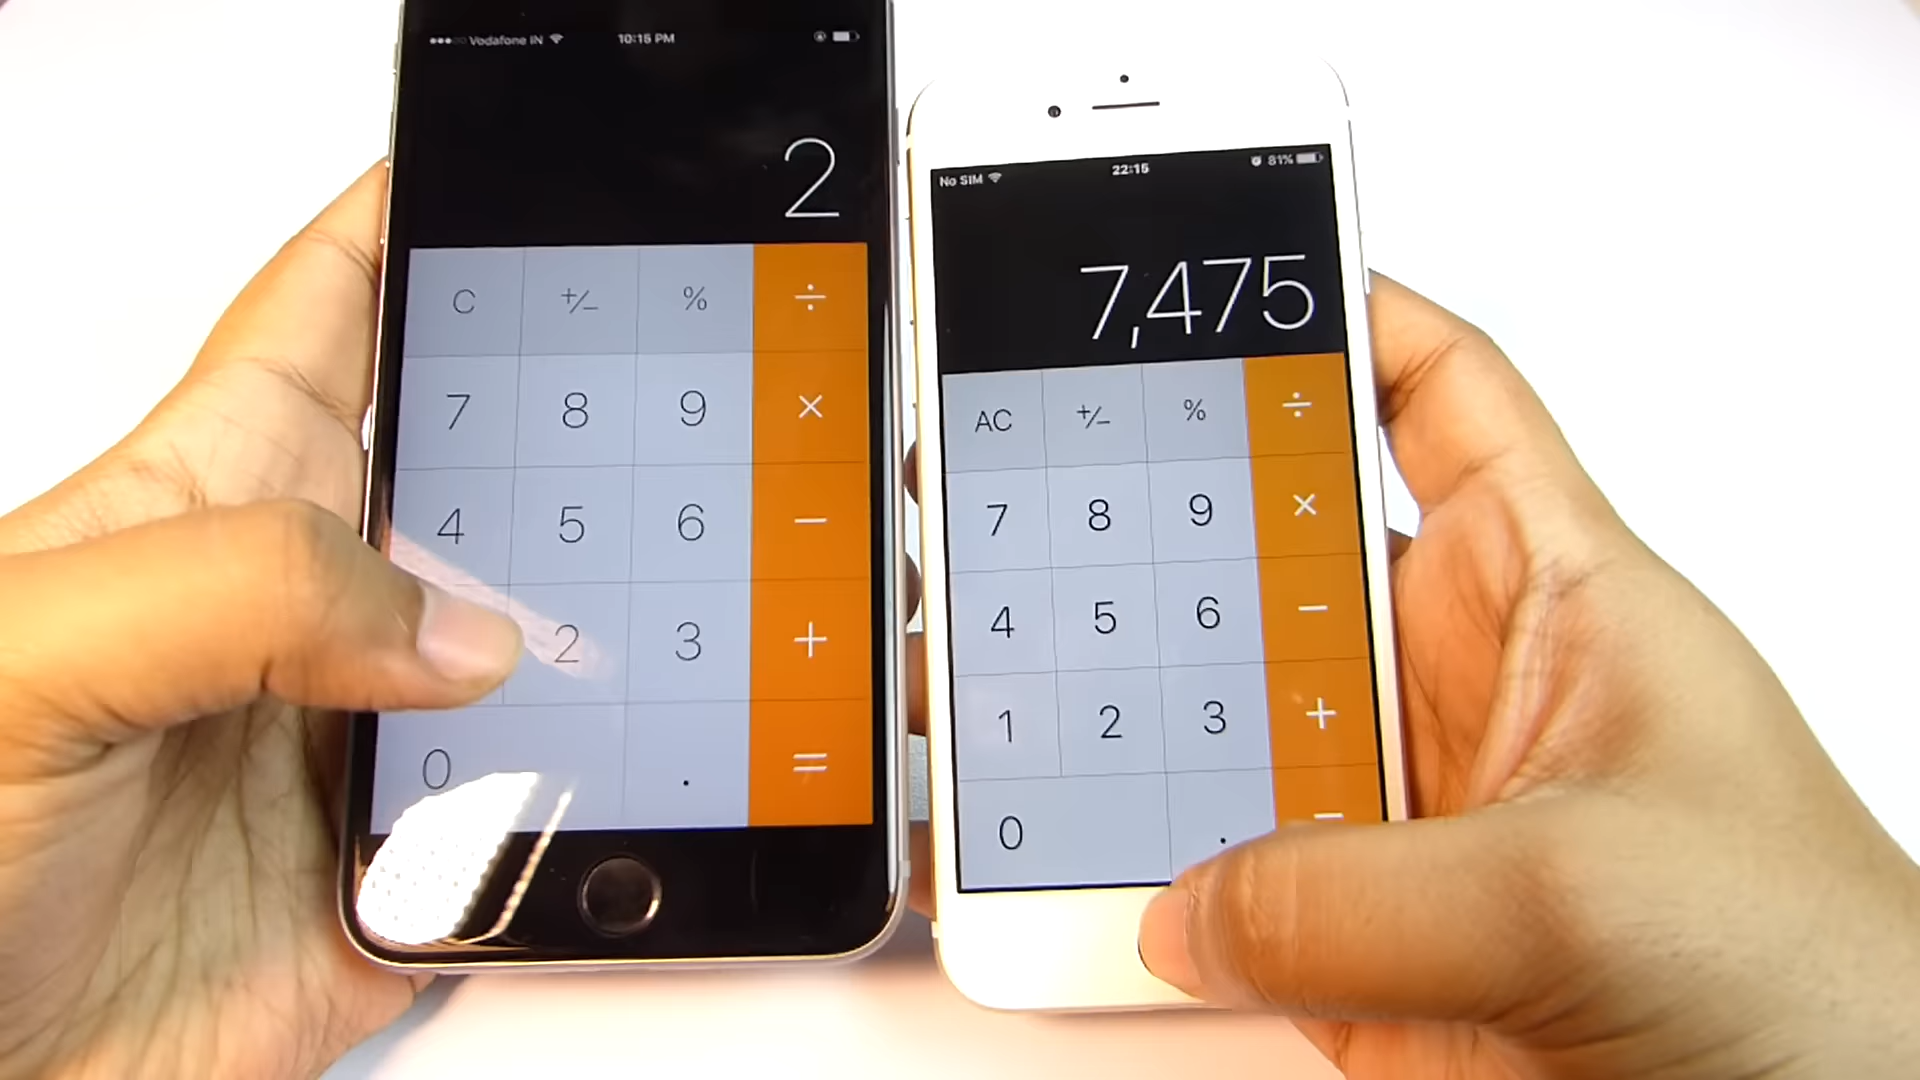 ●●●○○ Vodafone IN 10:15 PM
2
C +/− % ÷
7 8 9 ×
4 5 6 −
2 3 +
0 . =
No SIM 22:15 81%
7,475
AC +/− % ÷
7 8 9 ×
4 5 6 −
1 2 3 +
0 . =